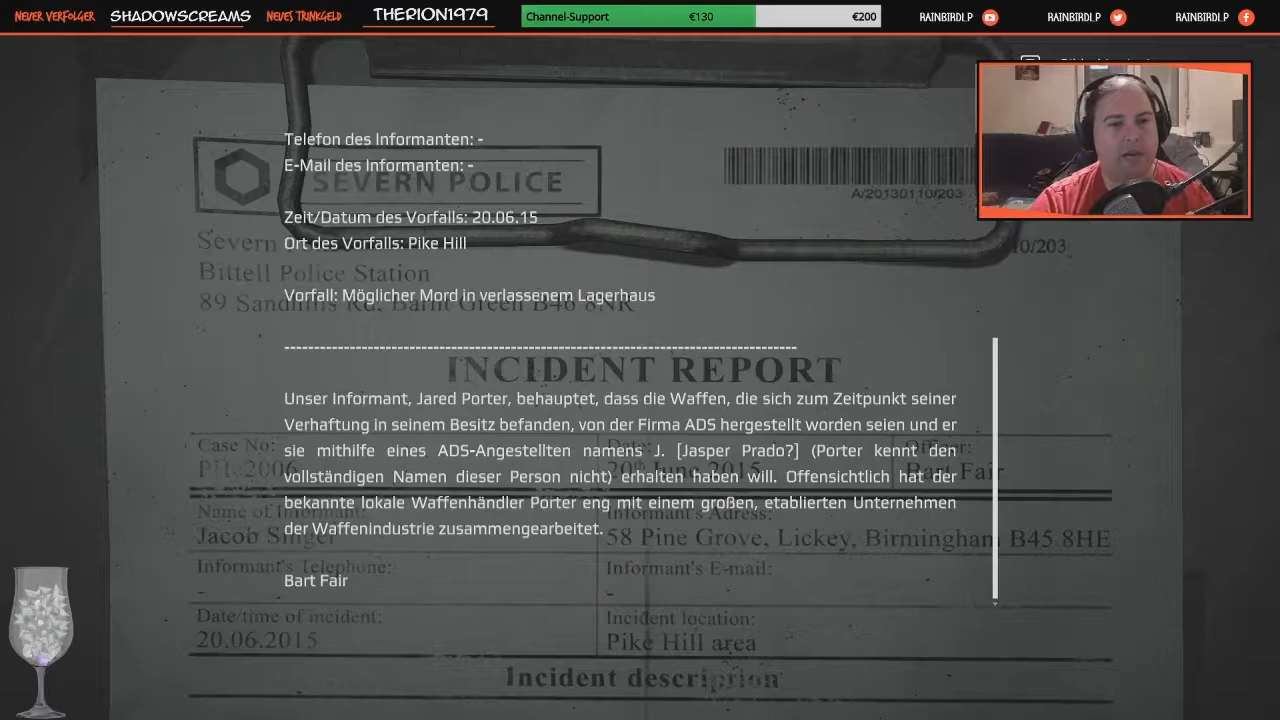 NEUER VERFOLGER SHADOWSCREAMS NEUES TRINKGELD THERION1979 Channel-Support €130 €200 RAINBIRDLP RAINBIRDLP RAINBIRDLP
Telefon des Informanten: -
E-Mail des Informanten: -
SEVERN POLICE
A/20130110/203
Zeit/Datum des Vorfalls: 20.06.15
Ort des Vorfalls: Pike Hill
Severn
10/203
Bittell Police Station
Vorfall: Möglicher Mord in verlassenem Lagerhaus
89 Sandhills Rd, Barnt Green B46 8NR
--------------------------------------------------------------------------------------
INCIDENT REPORT
Unser Informant, Jared Porter, behauptet, dass die Waffen, die sich zum Zeitpunkt seiner
Verhaftung in seinem Besitz befanden, von der Firma ADS hergestellt worden seien und er
sie mithilfe eines ADS-Angestellten namens J. [Jasper Prado?] (Porter kennt den
vollständigen Namen dieser Person nicht) erhalten haben will. Offensichtlich hat der
bekannte lokale Waffenhändler Porter eng mit einem großen, etablierten Unternehmen
der Waffenindustrie zusammengearbeitet.
Case No: Date: Officer:
PH-2006 20th June 2015 Bart Fair
Name of Informant: Informant's Adress:
Jacob Singer 58 Pine Grove, Lickey, Birmingham B45 8HE
Informant's Telephone: Informant's E-mail:
- -
Bart Fair
Date/time of incident: Incident location:
20.06.2015 Pike Hill area
Incident description